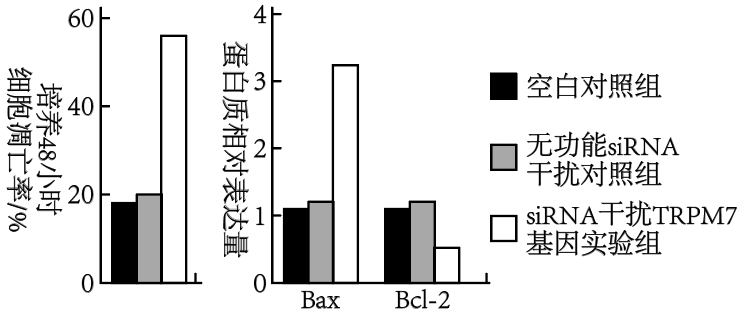 60
40
20
0
培养48小时
细胞凋亡率/%
4
3
2
1
0
蛋白质相对表达量
Bax
Bcl-2
空白对照组
无功能siRNA
干扰对照组
siRNA干扰TRPM7
基因实验组